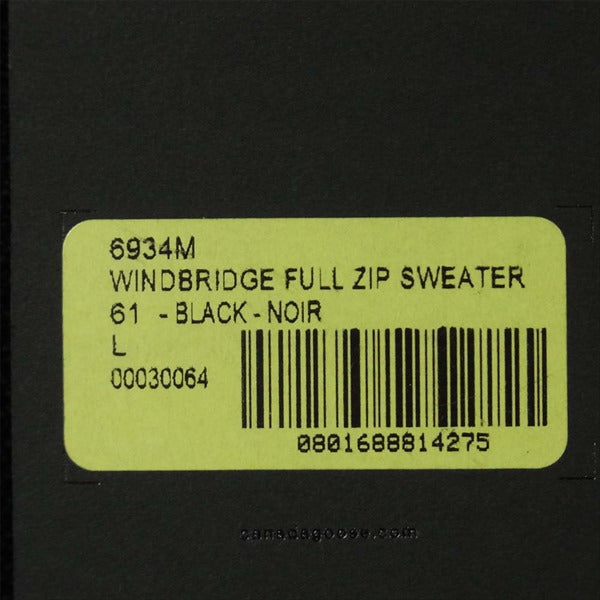 6934M
WINDBRIDGE FULL ZIP SWEATER
61 - BLACK - NOIR
L
00030064
0801688814275
canadagoose.com